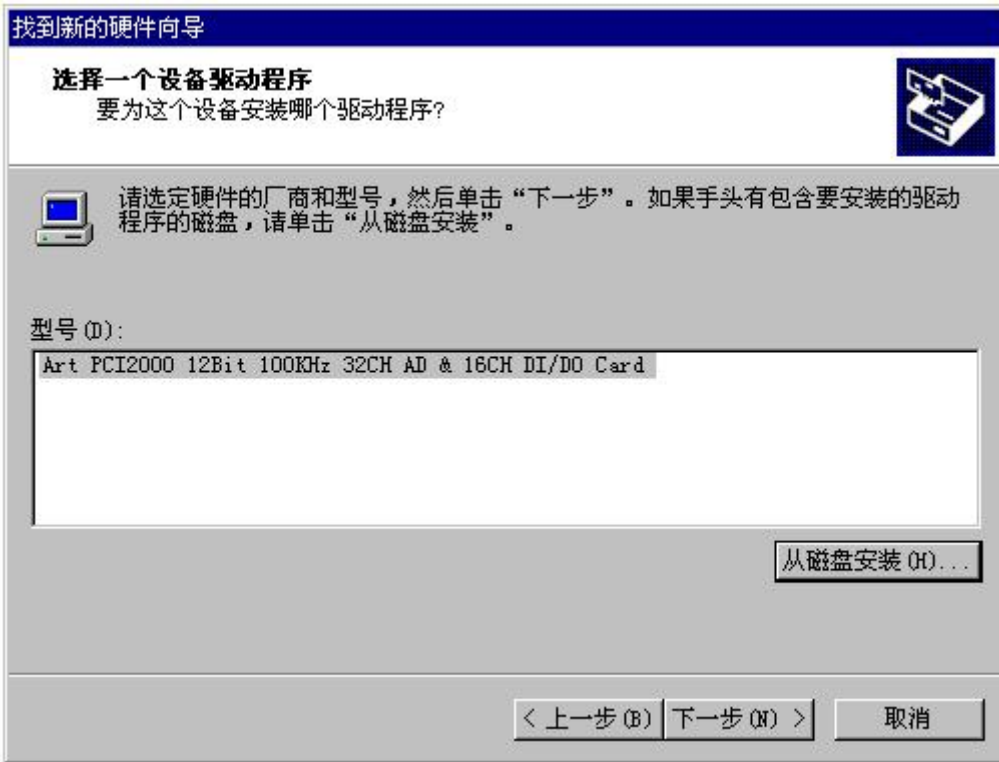 找到新的硬件向导
选择一个设备驱动程序
要为这个设备安装哪个驱动程序?
请选定硬件的厂商和型号，然后单击“下一步”。如果手头有包含要安装的驱动
程序的磁盘，请单击“从磁盘安装”。
型号(D):
Art PCI2000 12Bit 100KHz 32CH AD & 16CH DI/DO Card
从磁盘安装(H)...
< 上一步(B) 下一步(N) > 取消